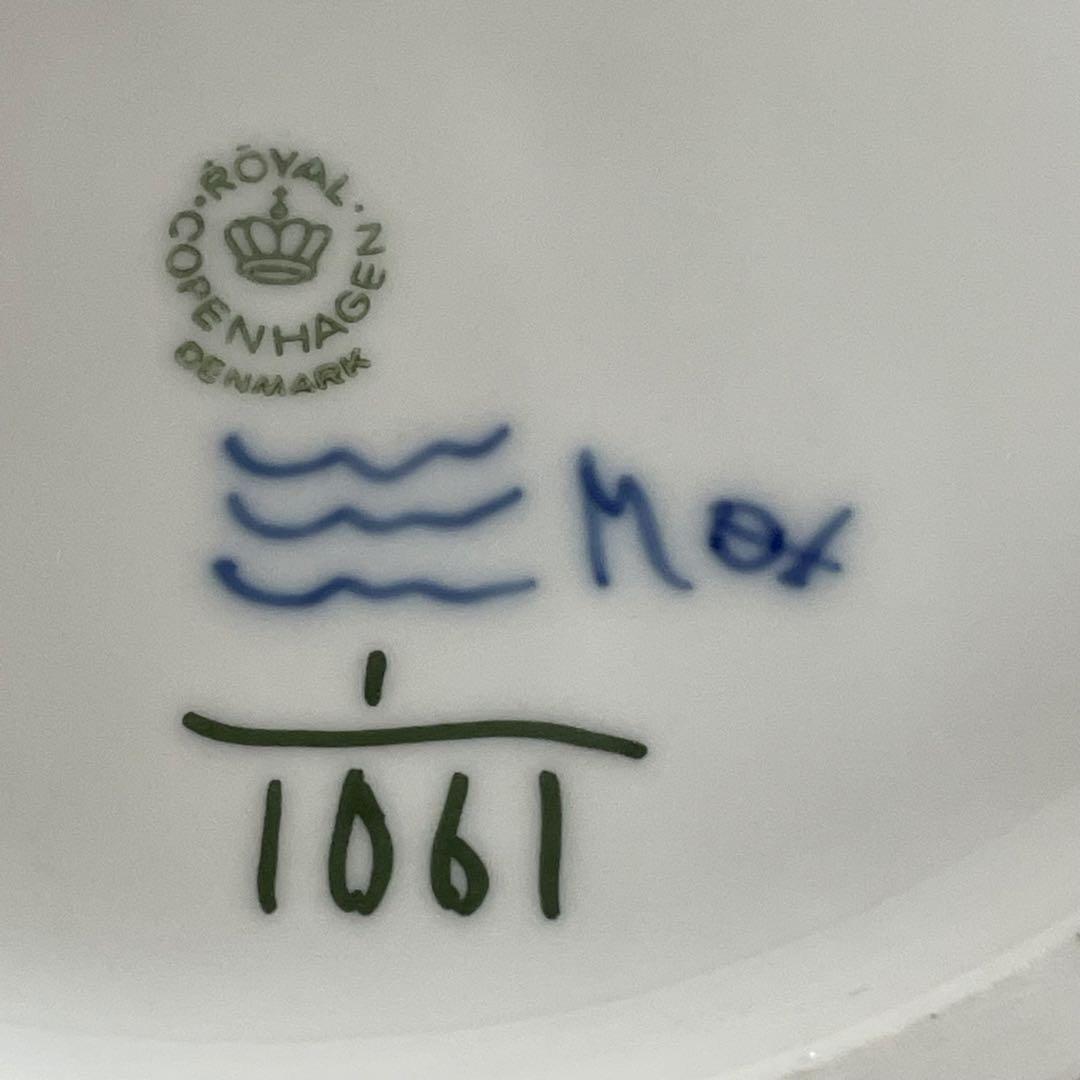 ROYAL · COPENHAGEN
DENMARK
1
1061